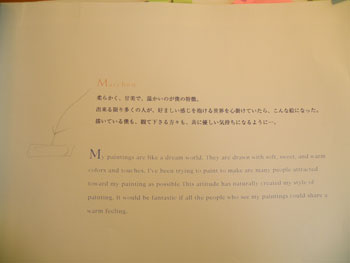 Marchen
柔らかく、甘美で、温かいのが僕の特徴。
出来る限り多くの人が、好ましい感じを抱ける世界を心掛けていたら、こんな絵になった。
描いている僕も、観て下さる方々も、共に優しい気持ちになるように…。
My paintings are like a dream world. They are drawn with soft, sweet, and warm
colors and touches. I've been trying to paint to make as many people attracted
toward my painting as possible. This attitude has naturally created my style of
painting. It would be fantastic if all the people who see my paintings could share a
warm feeling.